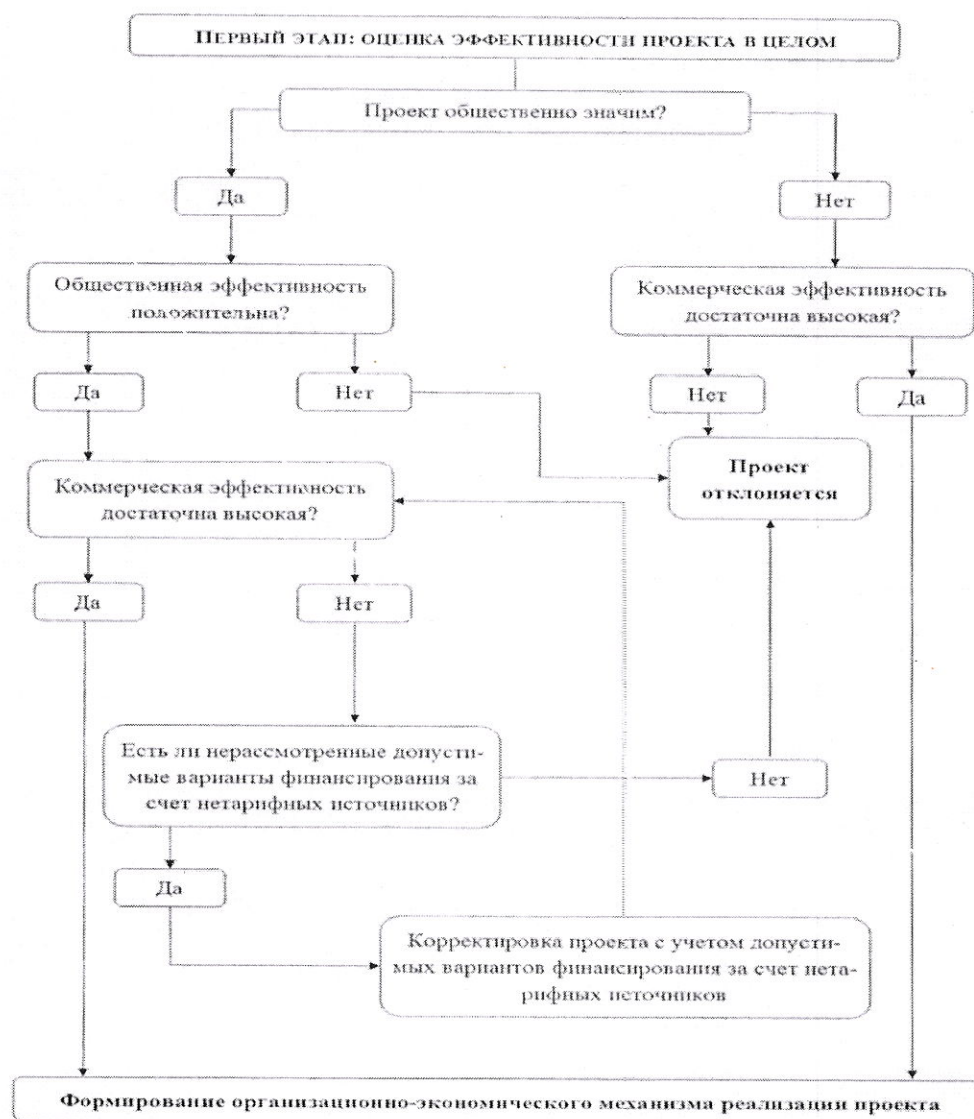 ПЕРВЫЙ ЭТАП: ОЦЕНКА ЭФФЕКТИВНОСТИ ПРОЕКТА В ЦЕЛОМ
Проект общественно значим?
Да
Нет
Общественная эффективность
положительна?
Коммерческая эффективность
достаточна высокая?
Да
Нет
Нет
Да
Проект
отклоняется
Коммерческая эффективность
достаточна высокая?
Да
Нет
Есть ли нерассмотренные допусти-
мые варианты финансирования за
счет нетарифных источников?
Нет
Да
Корректировка проекта с учетом допусти-
мых вариантов финансирования за счет нета-
рифных источников
Формирование организационно-экономического механизма реализации проекта